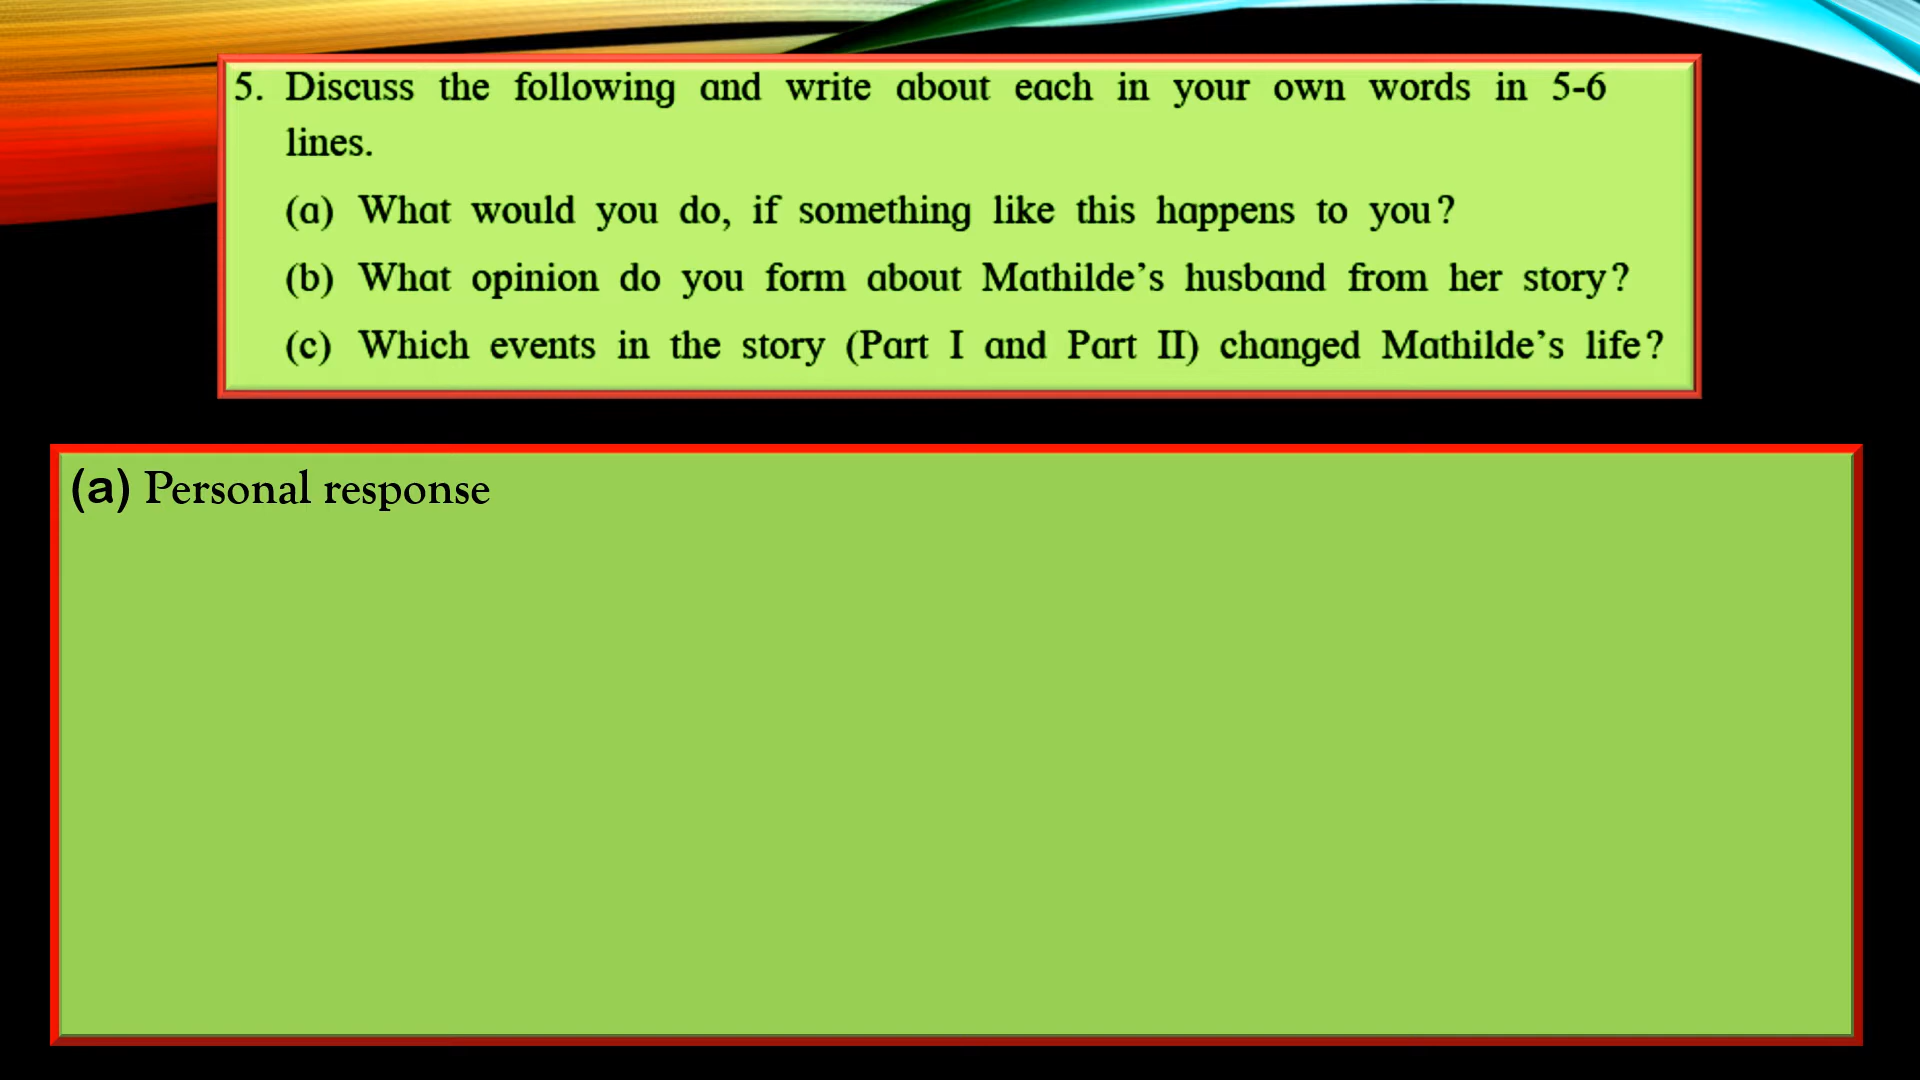 5. Discuss the following and write about each in your own words in 5-6
lines.
(a) What would you do, if something like this happens to you?
(b) What opinion do you form about Mathilde's husband from her story?
(c) Which events in the story (Part I and Part II) changed Mathilde's life?
(a) Personal response